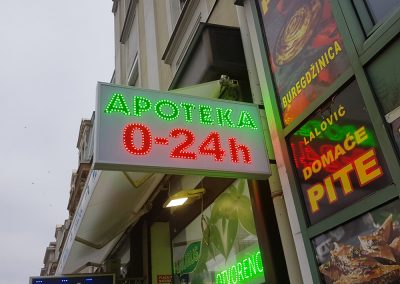 APOTEKA
0-24h
BUREGDŽINICA
LALOVIĆ
DOMAĆE
PITE
OTVORENO